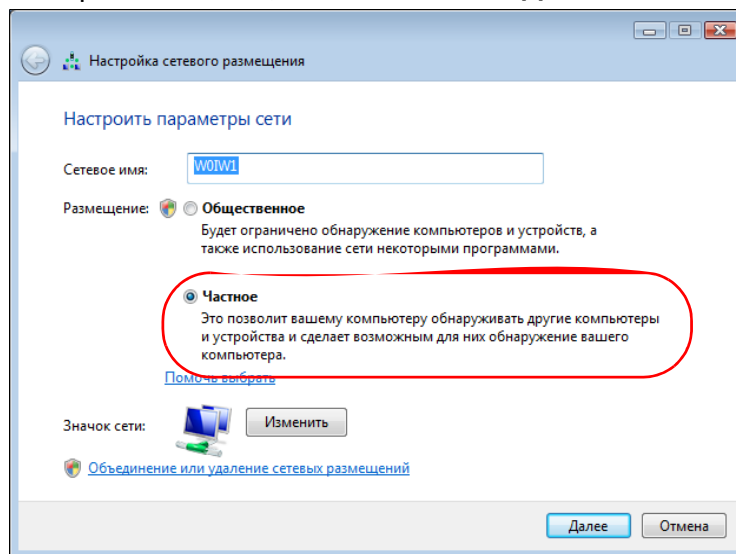 Настройка сетевого размещения
Настроить параметры сети
Сетевое имя: W0IW1
Размещение: Общественное
Будет ограничено обнаружение компьютеров и устройств, а
также использование сети некоторыми программами.
Частное
Это позволит вашему компьютеру обнаруживать другие компьютеры
и устройства и сделает возможным для них обнаружение вашего
компьютера.
Помочь выбрать
Значок сети: Изменить
Объединение или удаление сетевых размещений
Далее Отмена